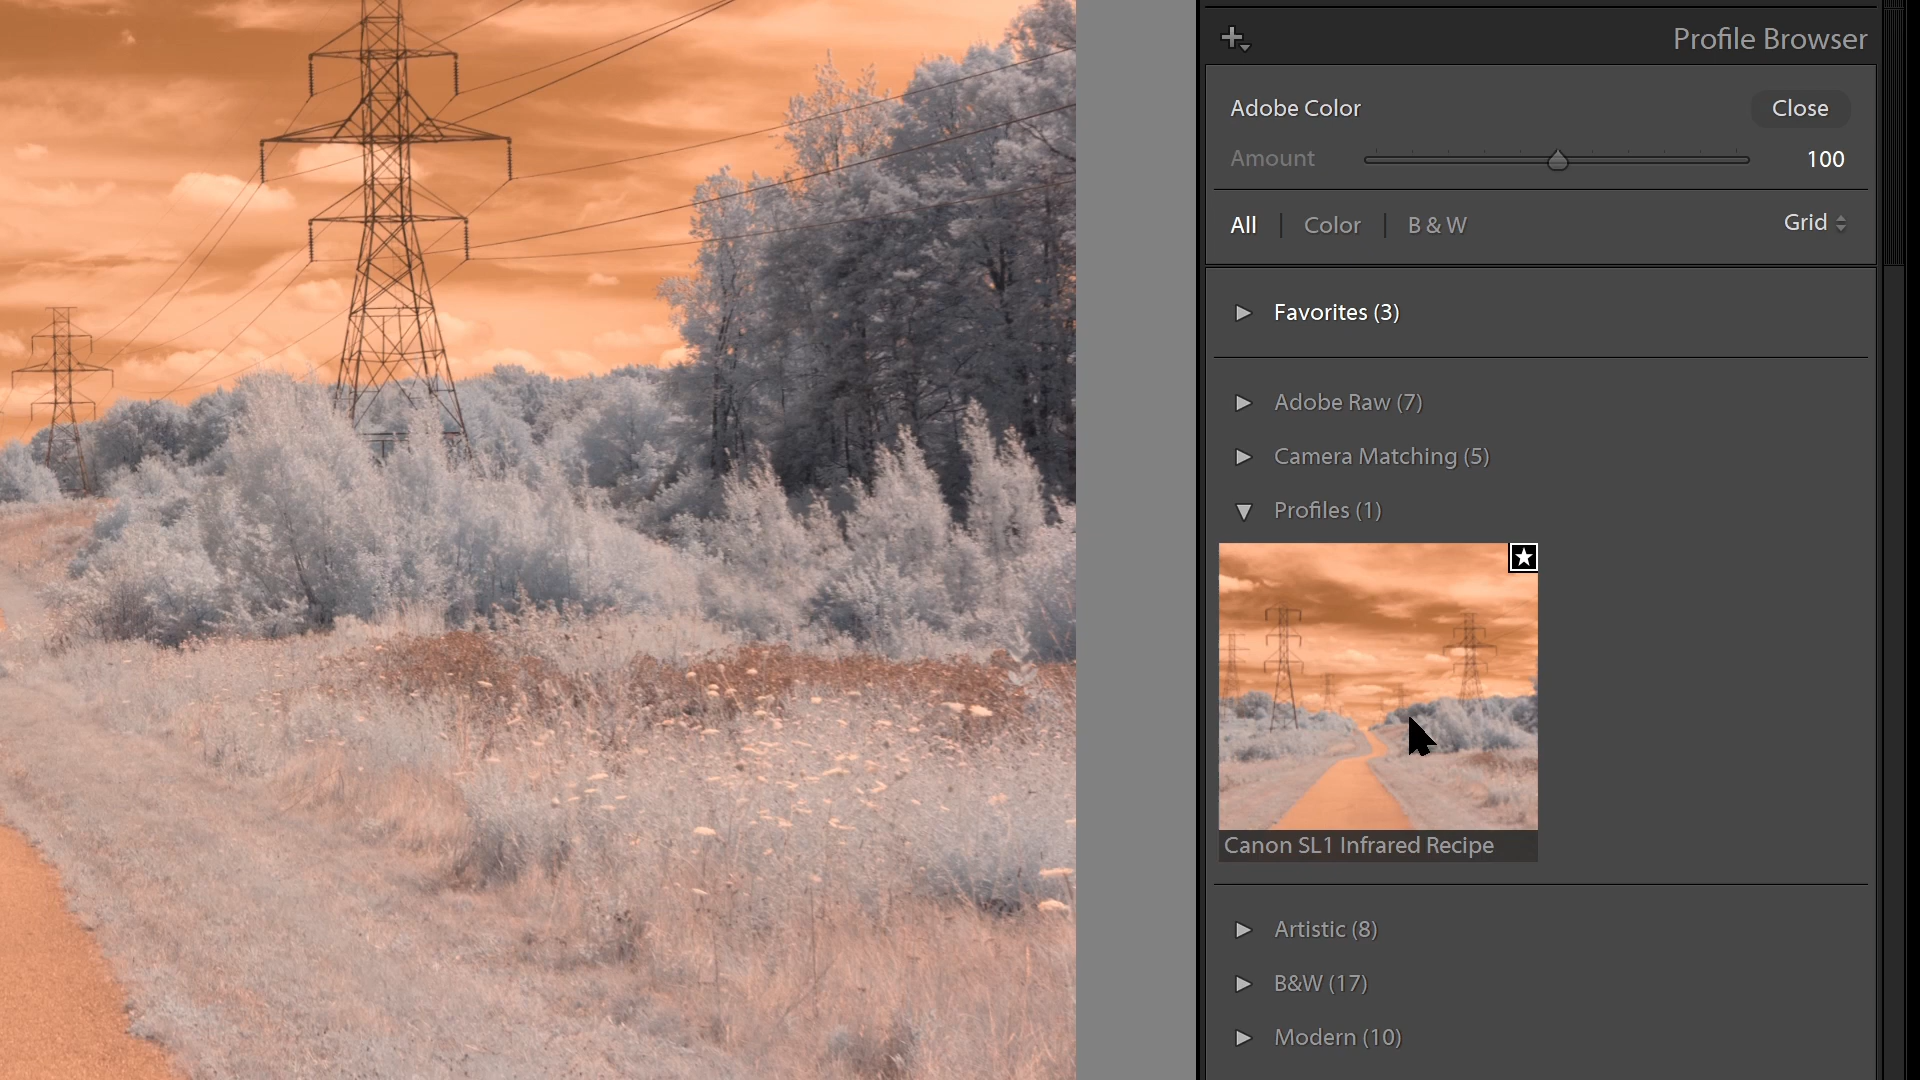 Profile Browser
Adobe Color
Close
Amount
100
All | Color | B & W
Grid
Favorites (3)
Adobe Raw (7)
Camera Matching (5)
Profiles (1)
Canon SL1 Infrared Recipe
Artistic (8)
B&W (17)
Modern (10)